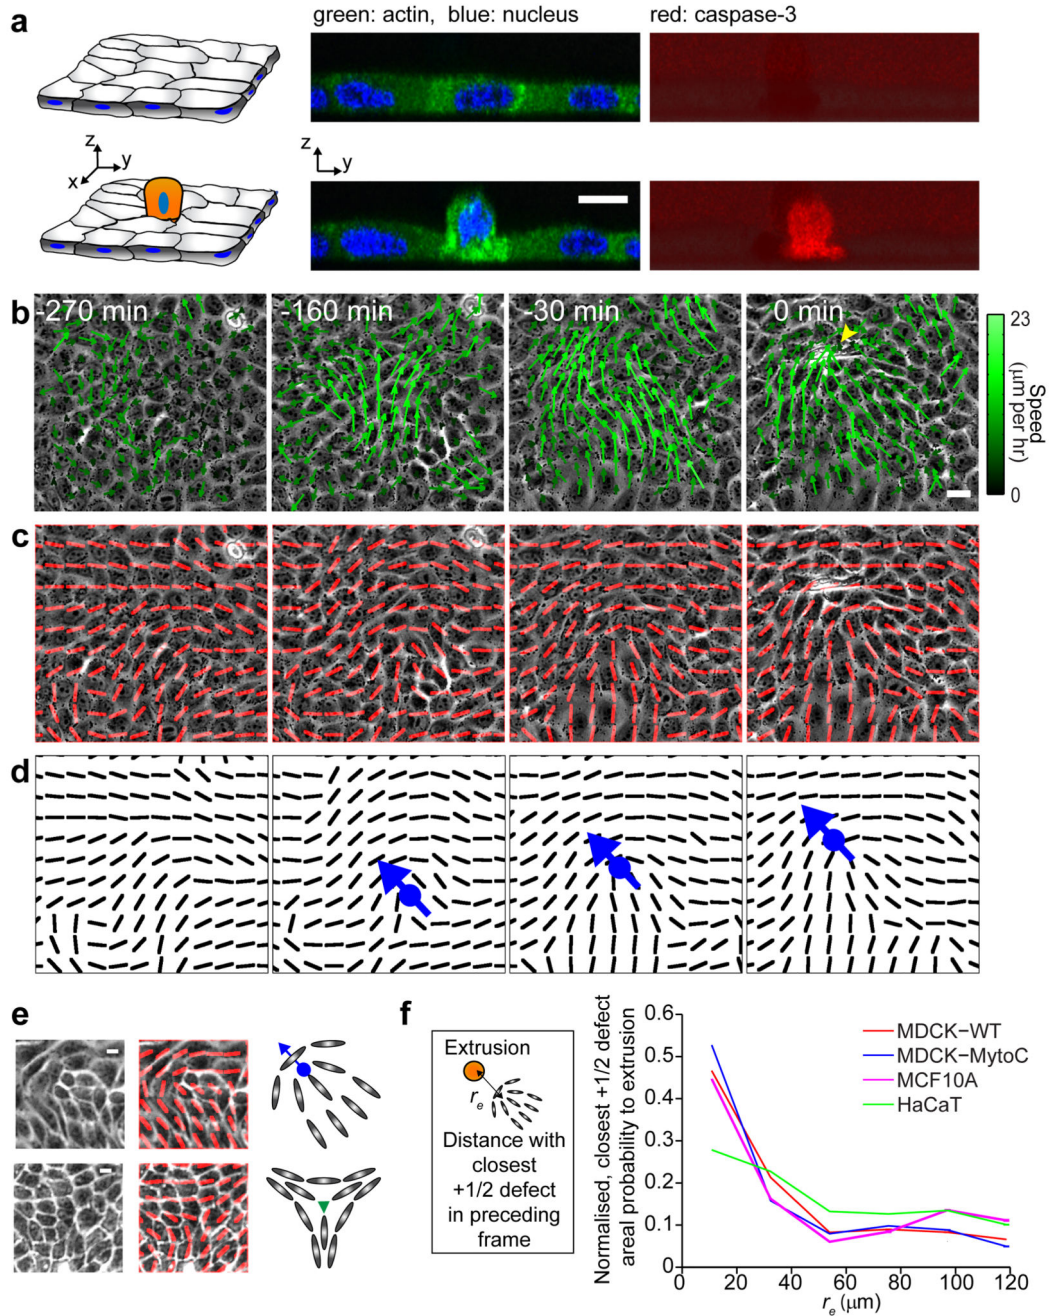 a
green: actin, blue: nucleus
red: caspase-3
z
x
y
z
y
b
-270 min
-160 min
-30 min
0 min
23
Speed
(μm per hr)
0
c
d
e
f
Extrusion
rₑ
Distance with
closest
+1/2 defect
in preceding
frame
Normalised, closest +1/2 defect
areal probability to extrusion
0.6
0.5
0.4
0.3
0.2
0.1
0
MDCK−WT
MDCK−MytoC
MCF10A
HaCaT
0 20 40 60 80 100 120
rₑ (μm)